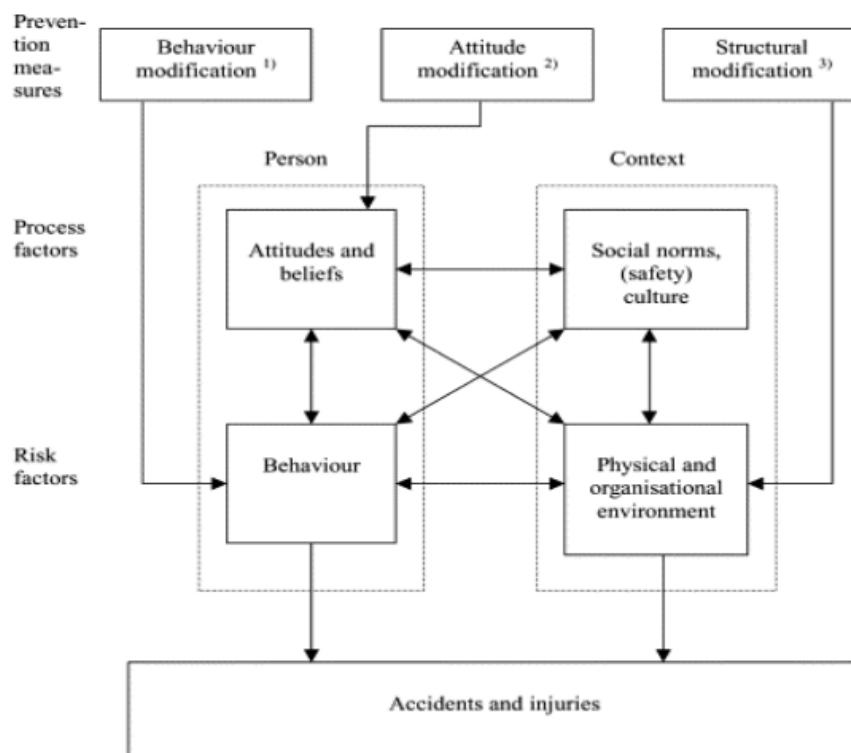 Preven-
tion
mea-
sures
Behaviour
modification 1)
Attitude
modification 2)
Structural
modification 3)
Person
Context
Process
factors
Attitudes and
beliefs
Social norms,
(safety)
culture
Risk
factors
Behaviour
Physical and
organisational
environment
Accidents and injuries